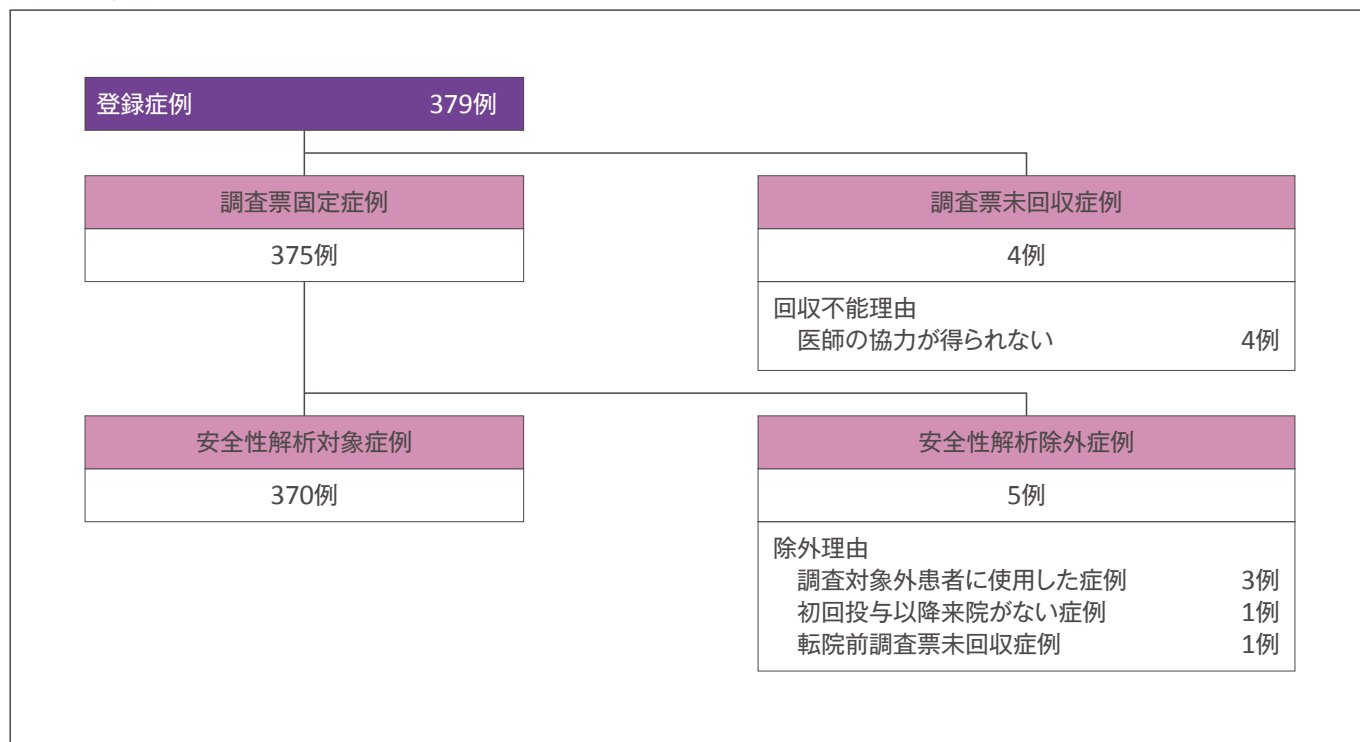 登録症例 379例
調査票固定症例
375例
調査票未回収症例
4例
回収不能理由
医師の協力が得られない 4例
安全性解析対象症例
370例
安全性解析除外症例
5例
除外理由
調査対象外患者に使用した症例 3例
初回投与以降来院がない症例 1例
転院前調査票未回収症例 1例